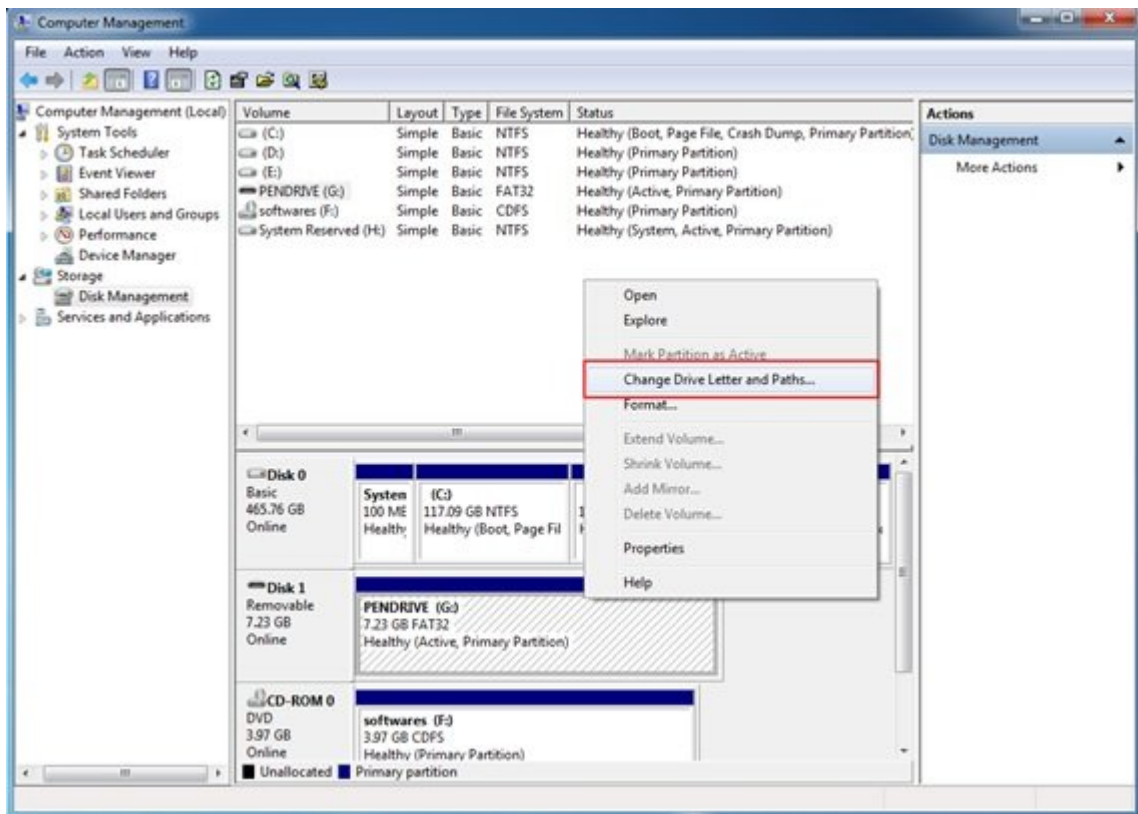 Computer Management
File Action View Help
Computer Management (Local)
System Tools
Task Scheduler
Event Viewer
Shared Folders
Local Users and Groups
Performance
Device Manager
Storage
Disk Management
Services and Applications
Volume Layout Type File System Status
(C:) Simple Basic NTFS Healthy (Boot, Page File, Crash Dump, Primary Partition)
(D:) Simple Basic NTFS Healthy (Primary Partition)
(E:) Simple Basic NTFS Healthy (Primary Partition)
PENDRIVE (G:) Simple Basic FAT32 Healthy (Active, Primary Partition)
softwares (F:) Simple Basic CDFS Healthy (Primary Partition)
System Reserved (H:) Simple Basic NTFS Healthy (System, Active, Primary Partition)
Open
Explore
Mark Partition as Active
Change Drive Letter and Paths...
Format...
Extend Volume...
Shrink Volume...
Add Mirror...
Delete Volume...
Properties
Help
Disk 0
Basic
465.76 GB
Online
System
100 MB
Healthy
(C:)
117.09 GB NTFS
Healthy (Boot, Page Fil
Disk 1
Removable
7.23 GB
Online
PENDRIVE (G:)
7.23 GB FAT32
Healthy (Active, Primary Partition)
CD-ROM 0
DVD
3.97 GB
Online
softwares (F:)
3.97 GB CDFS
Healthy (Primary Partition)
Unallocated Primary partition
Actions
Disk Management
More Actions